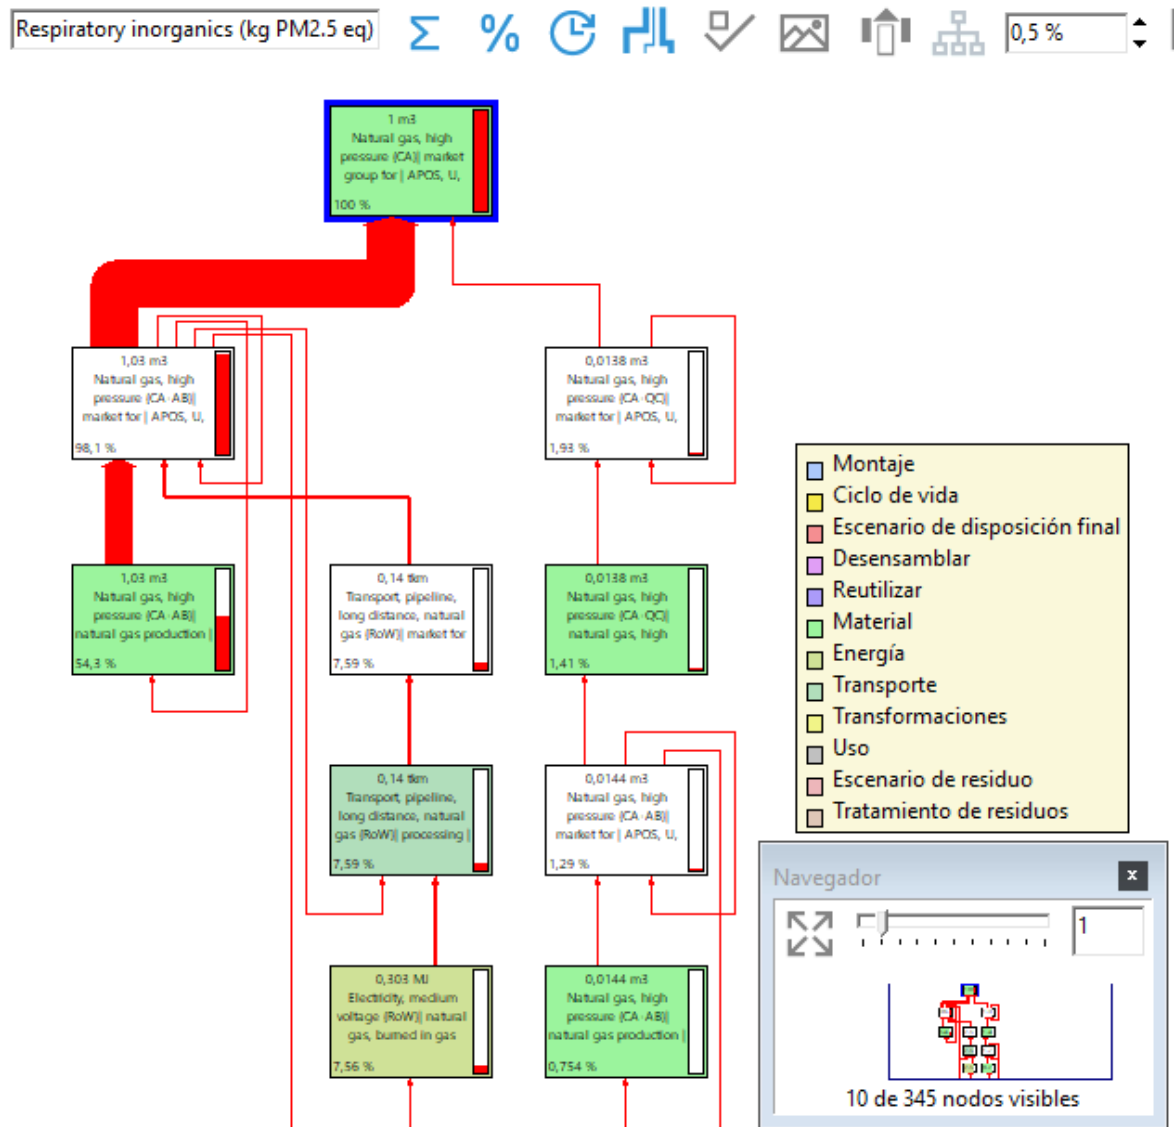 Respiratory inorganics (kg PM2.5 eq)
Σ
%
0,5 %
1 m3
Natural gas, high
pressure {CA}| market
group for | APOS, U,
100 %
1,03 m3
Natural gas, high
pressure {CA-AB}|
market for | APOS, U,
98,1 %
0,0138 m3
Natural gas, high
pressure {CA-QC}|
market for | APOS, U,
1,93 %
1,03 m3
Natural gas, high
pressure {CA-AB}|
natural gas production |
54,3 %
0,14 tkm
Transport, pipeline,
long distance, natural
gas {RoW}| market for
7,59 %
0,0138 m3
Natural gas, high
pressure {CA-QC}|
natural gas, high
1,41 %
0,14 tkm
Transport, pipeline,
long distance, natural
gas {RoW}| processing |
7,59 %
0,0144 m3
Natural gas, high
pressure {CA-AB}|
market for | APOS, U,
1,29 %
0,303 MJ
Electricity, medium
voltage {RoW}| natural
gas, burned in gas
7,56 %
0,0144 m3
Natural gas, high
pressure {CA-AB}|
natural gas production |
0,754 %
Montaje
Ciclo de vida
Escenario de disposición final
Desensamblar
Reutilizar
Material
Energía
Transporte
Transformaciones
Uso
Escenario de residuo
Tratamiento de residuos
Navegador
x
1
10 de 345 nodos visibles